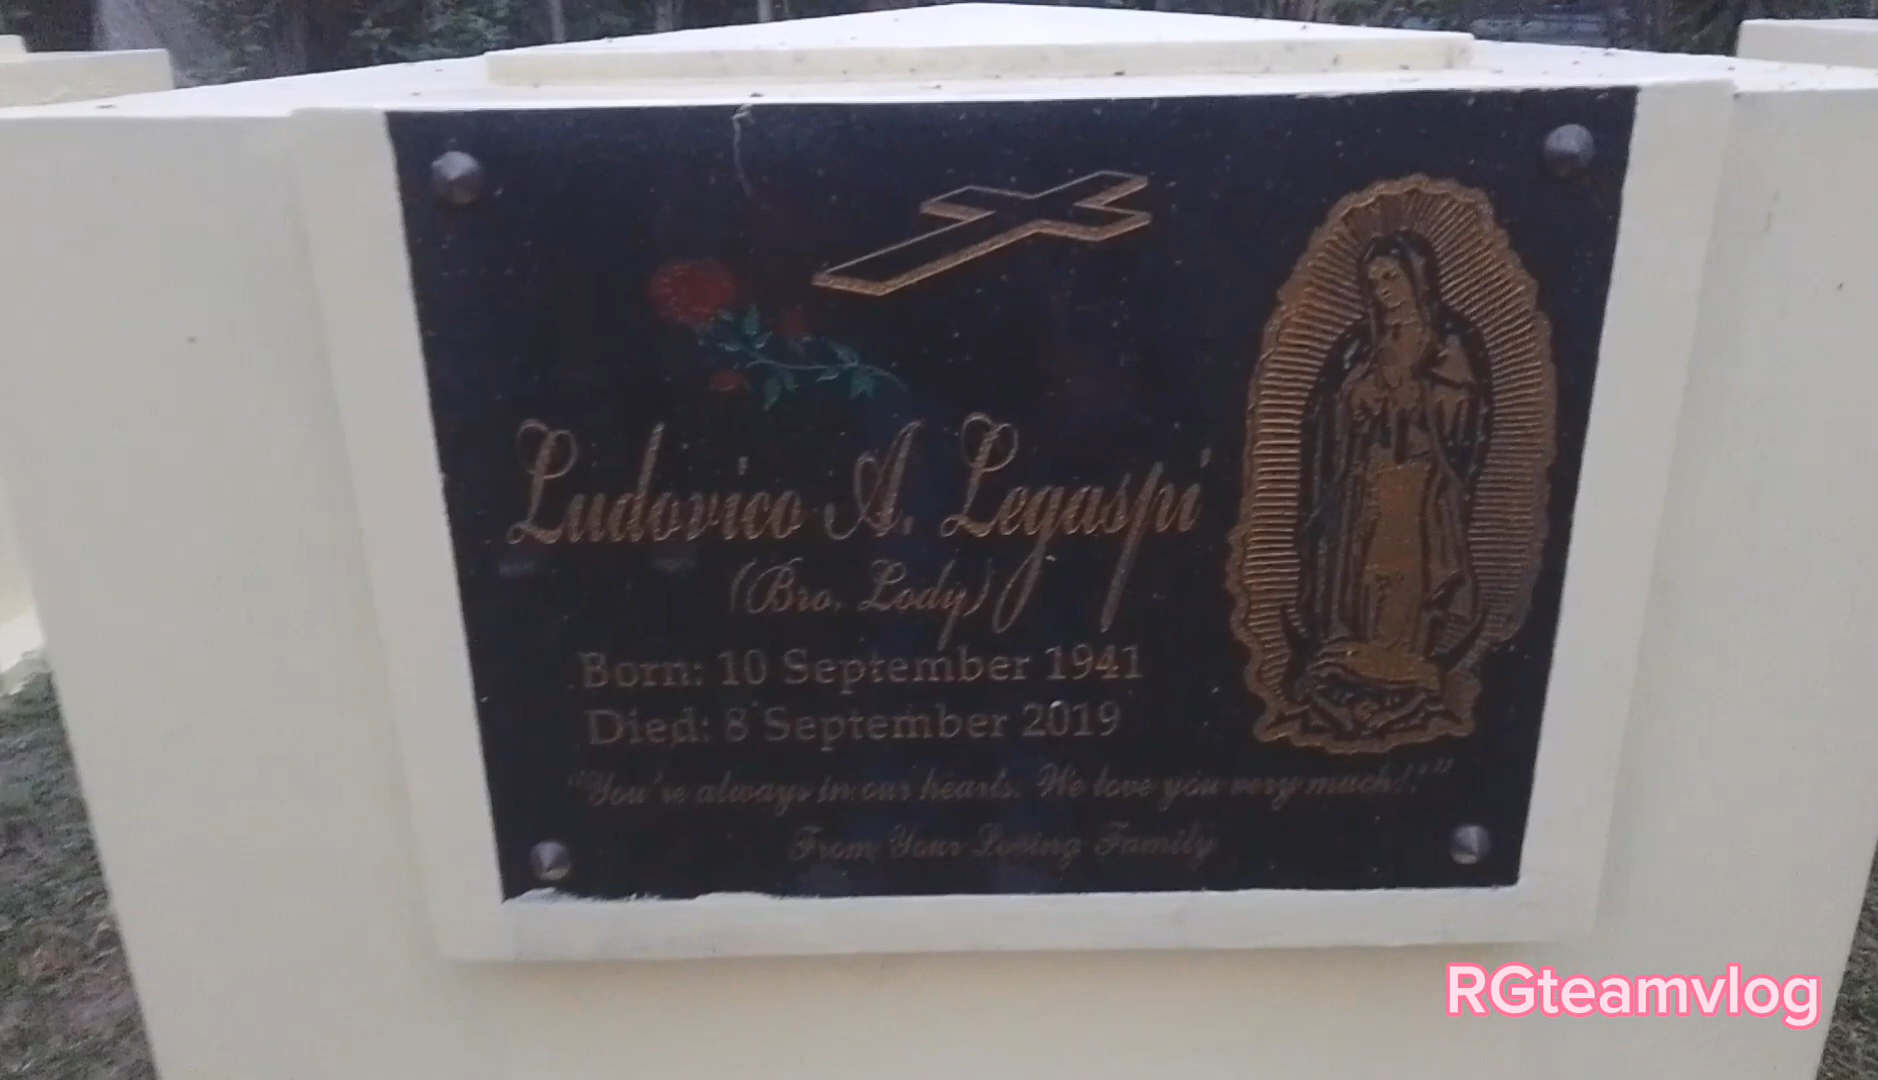 Ludovico A. Legaspi
(Bro. Lody)
Born: 10 September 1941
Died: 8 September 2019
"You're always in our hearts. We love you very much!!"
From Your Loving Family
RGteamvlog